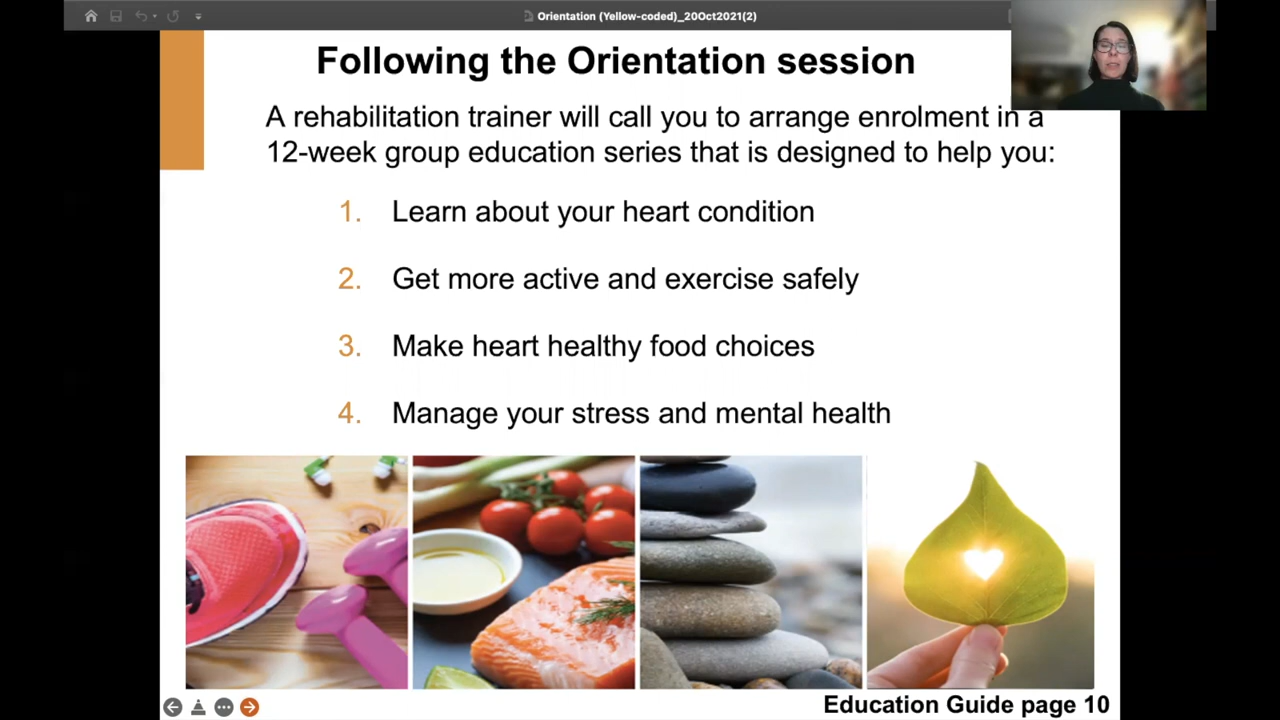 Orientation (Yellow-coded)_20Oct2021(2)
Following the Orientation session
A rehabilitation trainer will call you to arrange enrolment in a
12-week group education series that is designed to help you:
1. Learn about your heart condition
2. Get more active and exercise safely
3. Make heart healthy food choices
4. Manage your stress and mental health
Education Guide page 10